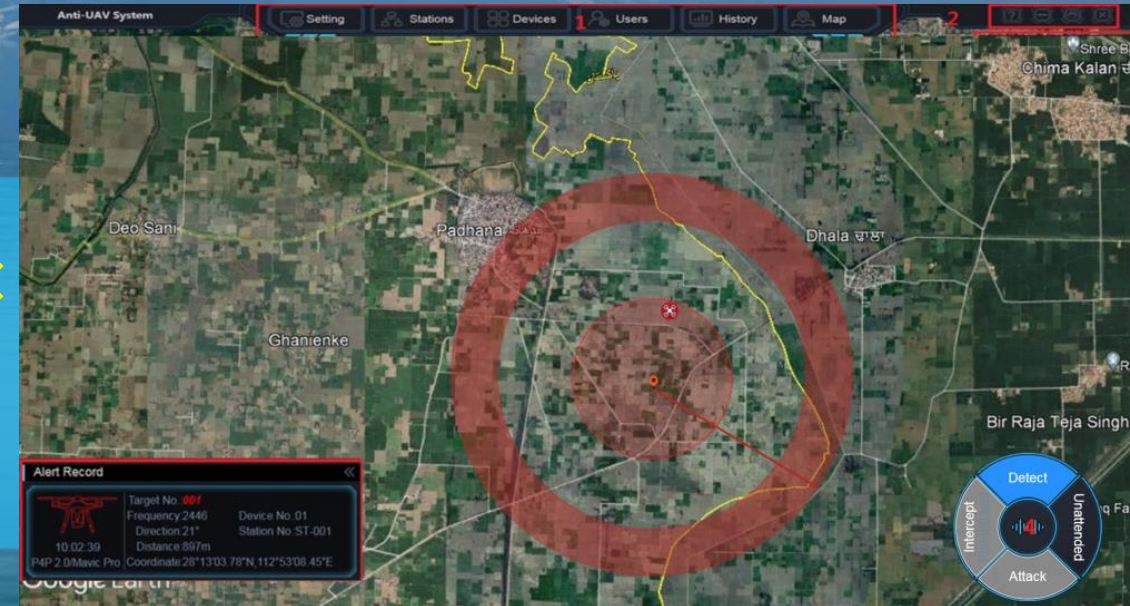 Anti-UAV System
Setting
Stations
Devices
1
Users
History
Map
2
Shree B
Chima Kalan
Deo Sani
Padhana
Dhala ਢਾਲਾ
Ghanienke
Bir Raja Teja Singh
Alert Record
Target No.:001
Frequency:2446
Device No.:01
Direction:21°
Station No.:ST-001
Distance:897m
10:02:39
P4P 2.0/Mavic Pro
Coordinate:28°13'03.78"N,112°53'08.45"E
Google Earth
Detect
Intercept
4
Unattended
Attack